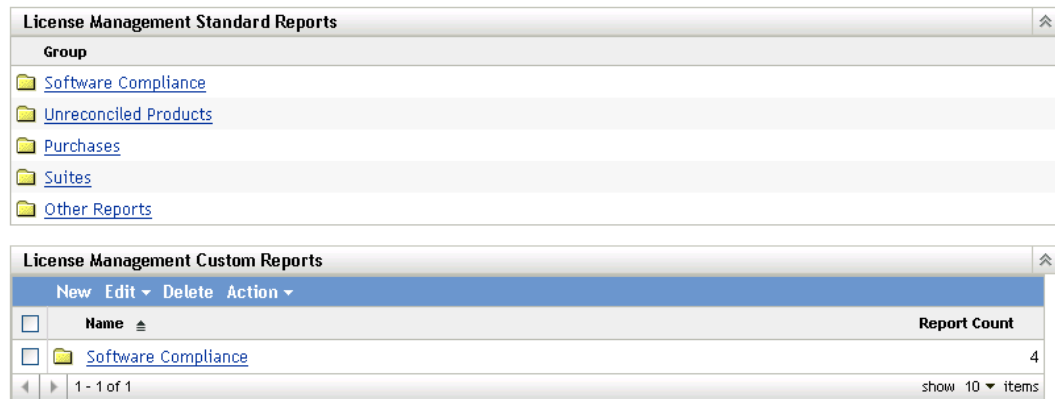 License Management Standard Reports
Group
Software Compliance
Unreconciled Products
Purchases
Suites
Other Reports
License Management Custom Reports
New Edit Delete Action
Name Report Count
Software Compliance 4
1 - 1 of 1 show 10 items